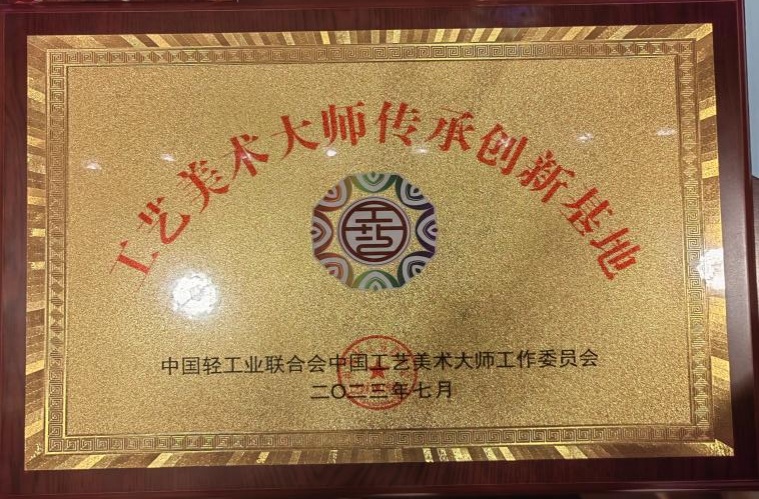 工艺美术大师传承创新基地
中国轻工业联合会中国工艺美术大师工作委员会
二〇二三年七月